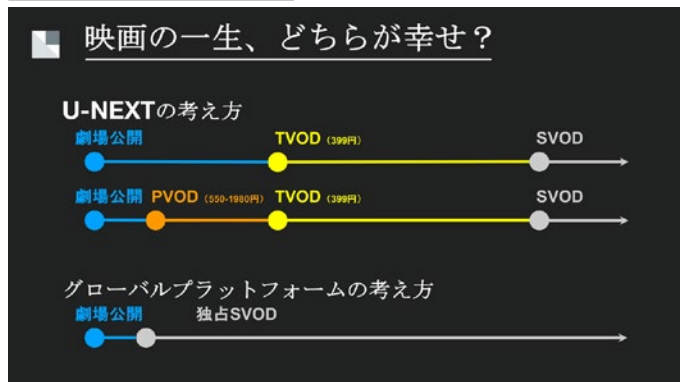 映画の一生、どちらが幸せ？
U-NEXTの考え方
劇場公開 TVOD (399円) SVOD
劇場公開 PVOD (550-1980円) TVOD (399円) SVOD
グローバルプラットフォームの考え方
劇場公開 独占SVOD